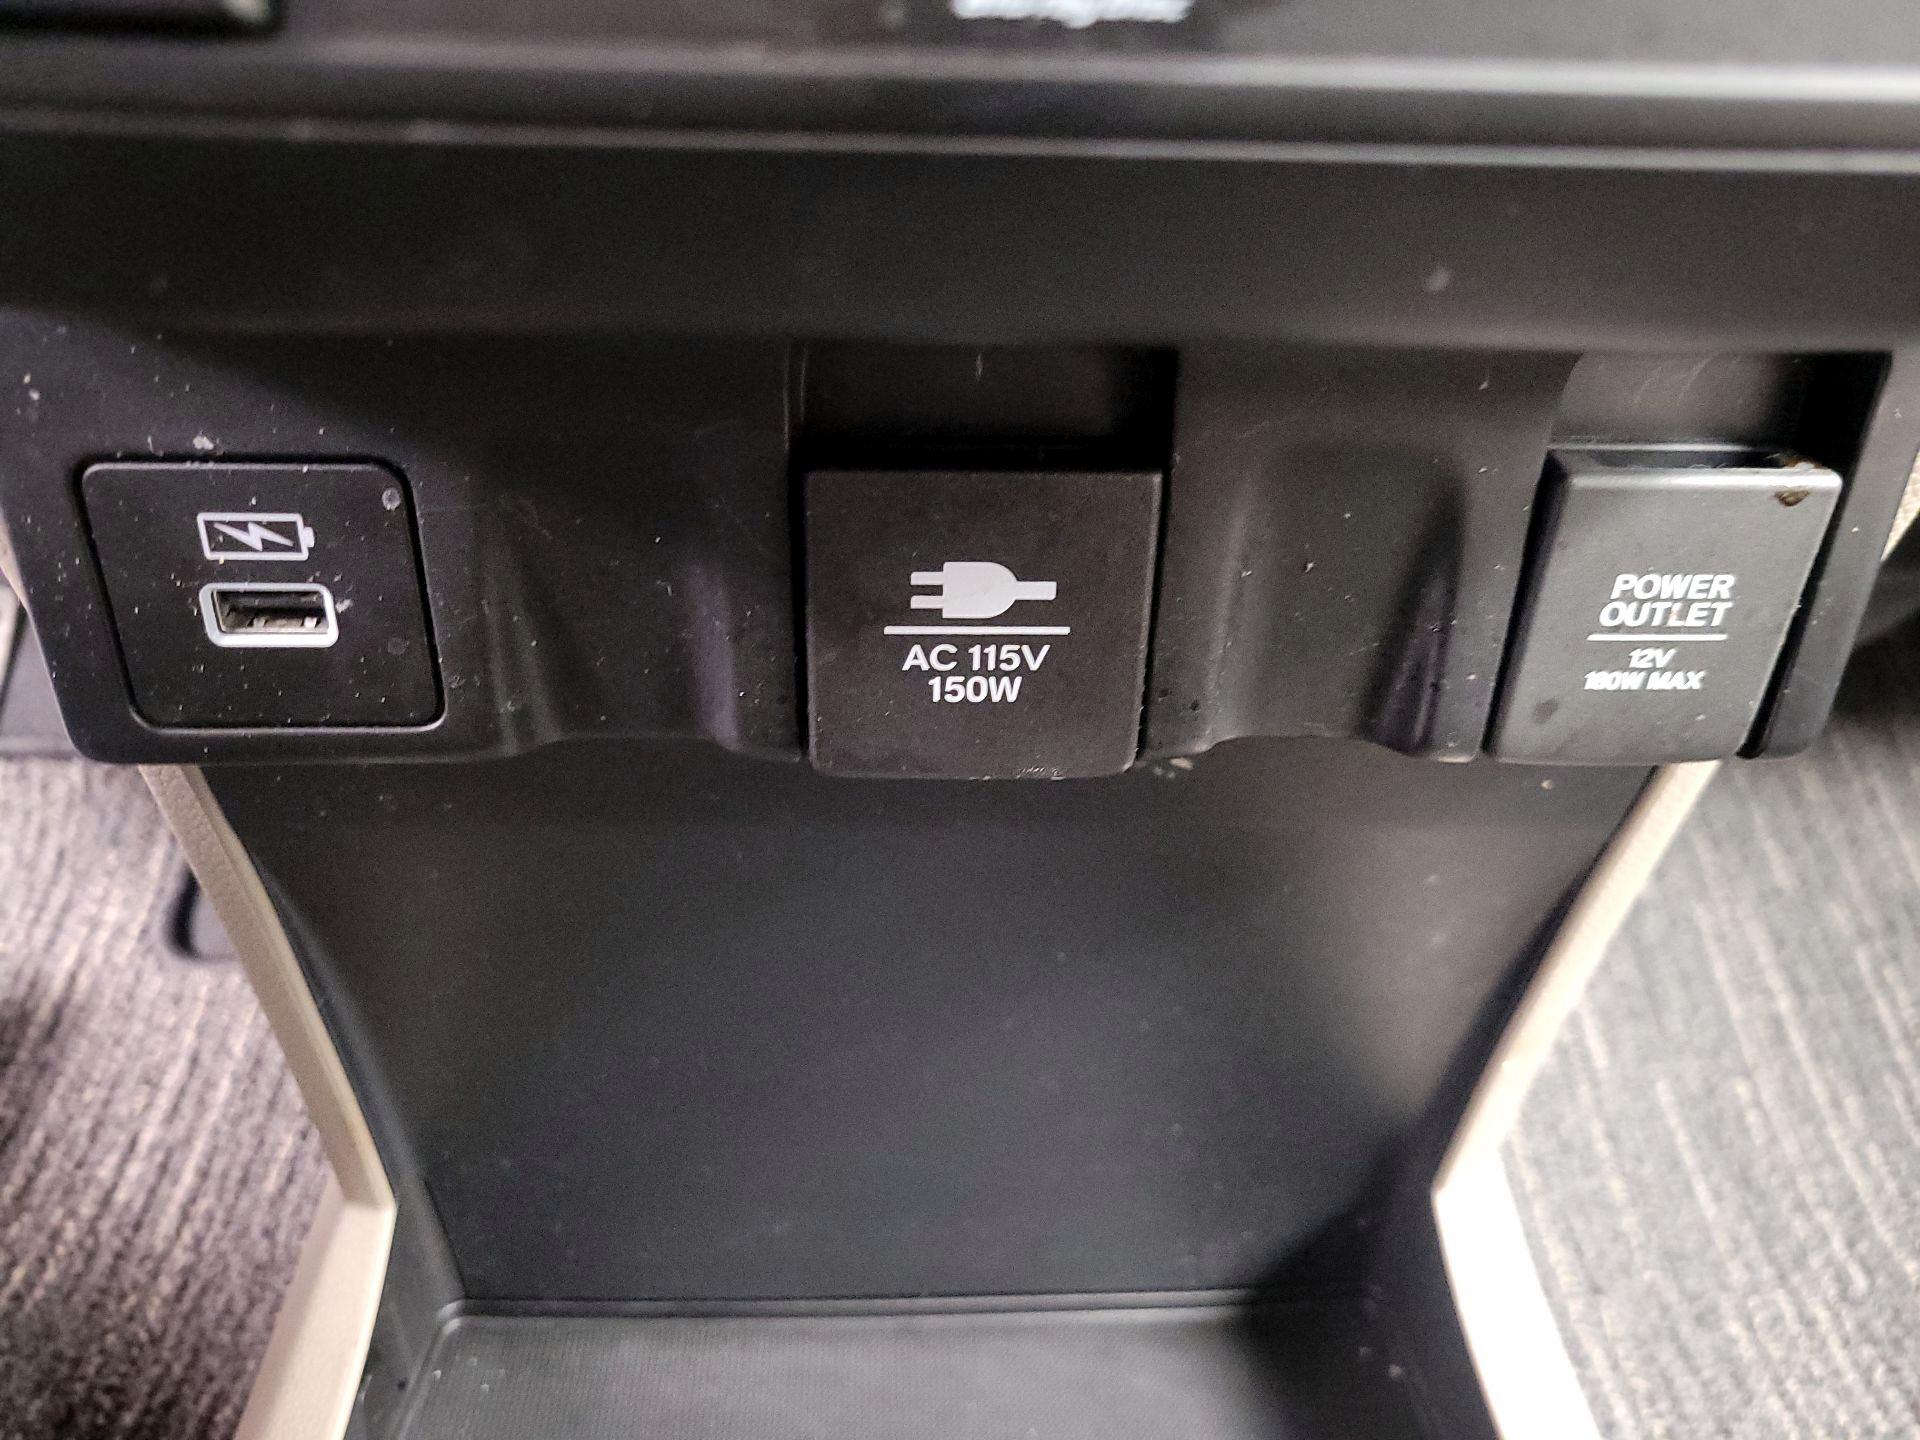 AC 115V
150W
POWER
OUTLET
12V
180W MAX